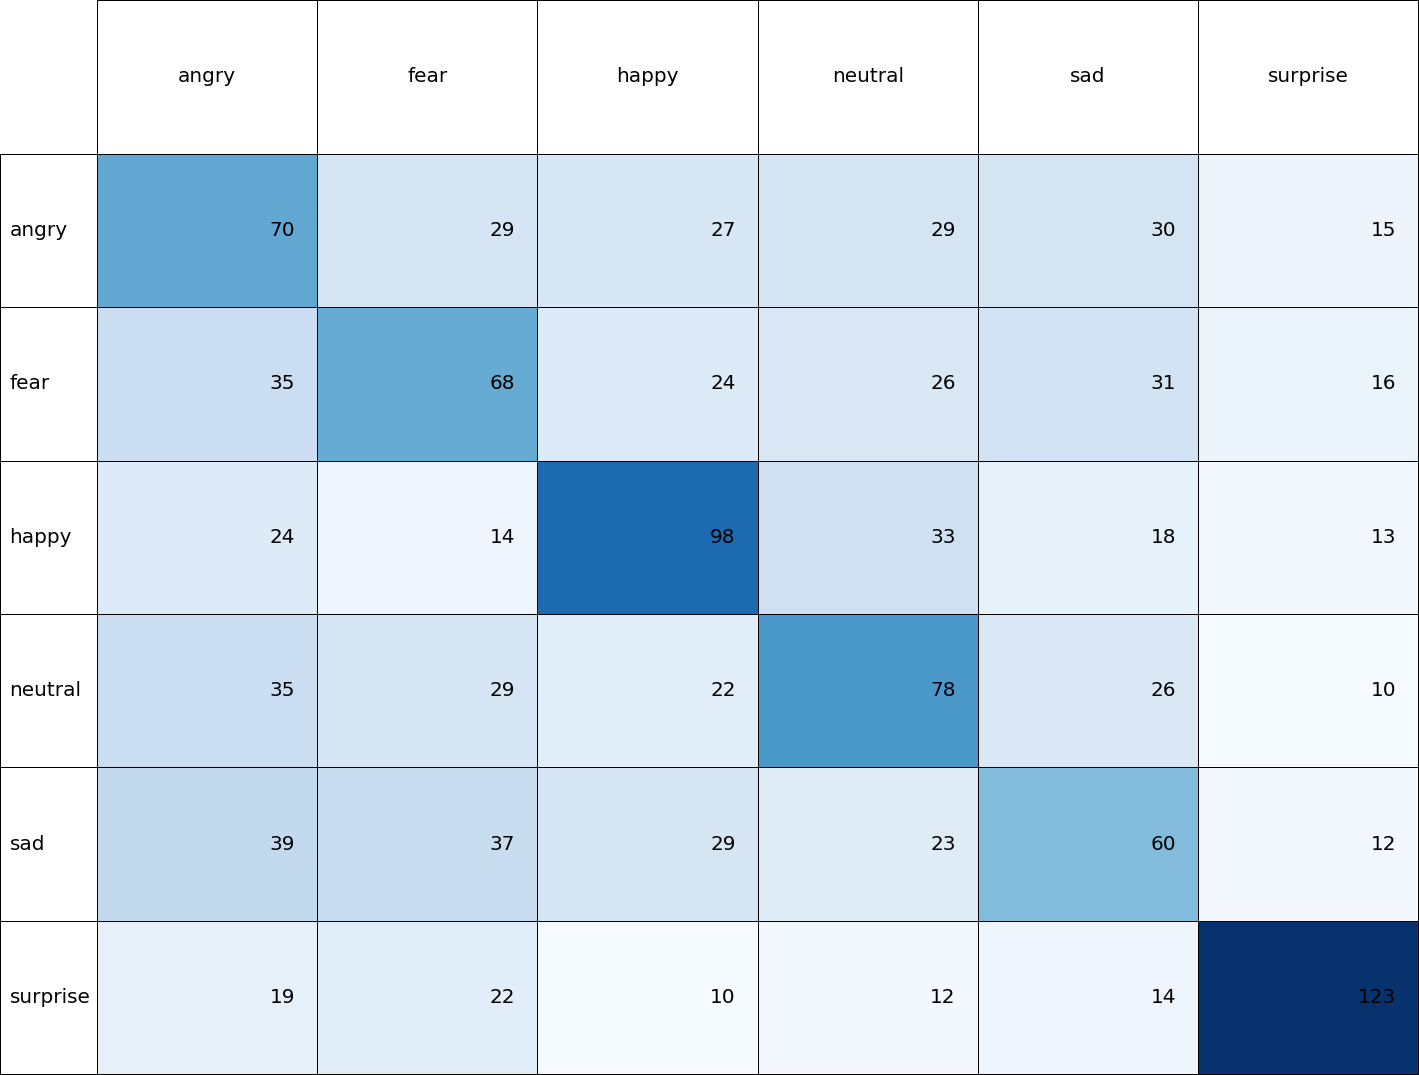 angry fear happy neutral sad surprise
angry 70 29 27 29 30 15
fear 35 68 24 26 31 16
happy 24 14 98 33 18 13
neutral 35 29 22 78 26 10
sad 39 37 29 23 60 12
surprise 19 22 10 12 14 123